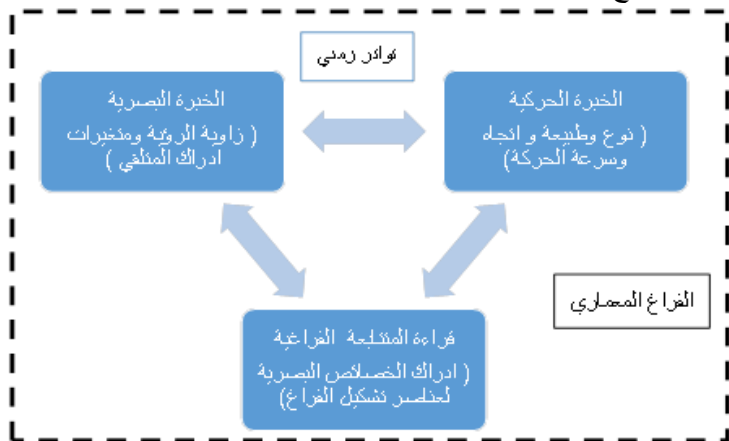 تواتر زمني
الخبرة الحركية
( نوع وطبيعة و اتجاه
وسرعة الحركة)
الخبرة البصرية
( زاوية الرؤية ومتغيرات
ادراك المتلقي )
الفراغ المعماري
قراءة المتتابعة الفراغية
( ادراك الخصائص البصرية
لعناصر تشكيل الفراغ)